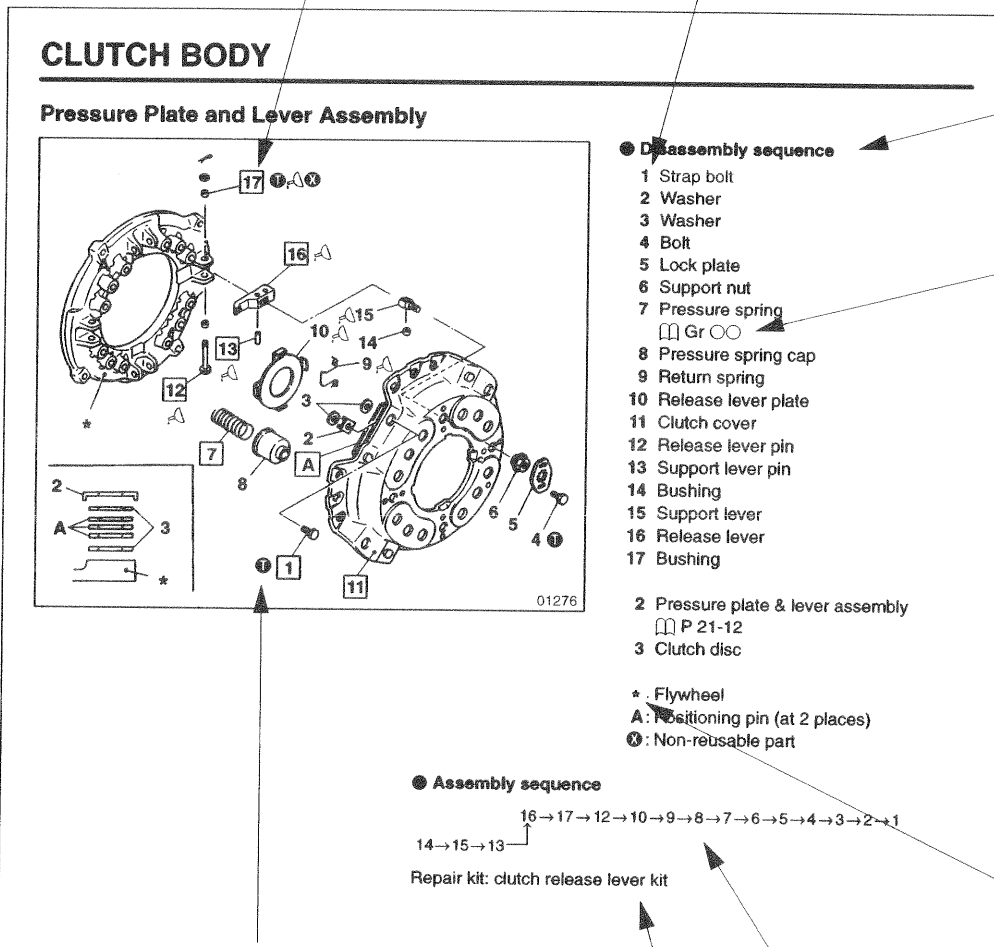 CLUTCH BODY
Pressure Plate and Lever Assembly
17 T X
16
15
10
14
13
9
12
3
2
7
A
8
6
5
4 T
T 1
11
2
A
3
*
*
01276
● Disassembly sequence
1 Strap bolt
2 Washer
3 Washer
4 Bolt
5 Lock plate
6 Support nut
7 Pressure spring
Gr ○○
8 Pressure spring cap
9 Return spring
10 Release lever plate
11 Clutch cover
12 Release lever pin
13 Support lever pin
14 Bushing
15 Support lever
16 Release lever
17 Bushing
2 Pressure plate & lever assembly
P 21-12
3 Clutch disc
* : Flywheel
A : Positioning pin (at 2 places)
X : Non-reusable part
● Assembly sequence
16→17→12→10→9→8→7→6→5→4→3→2→1
14→15→13
Repair kit: clutch release lever kit